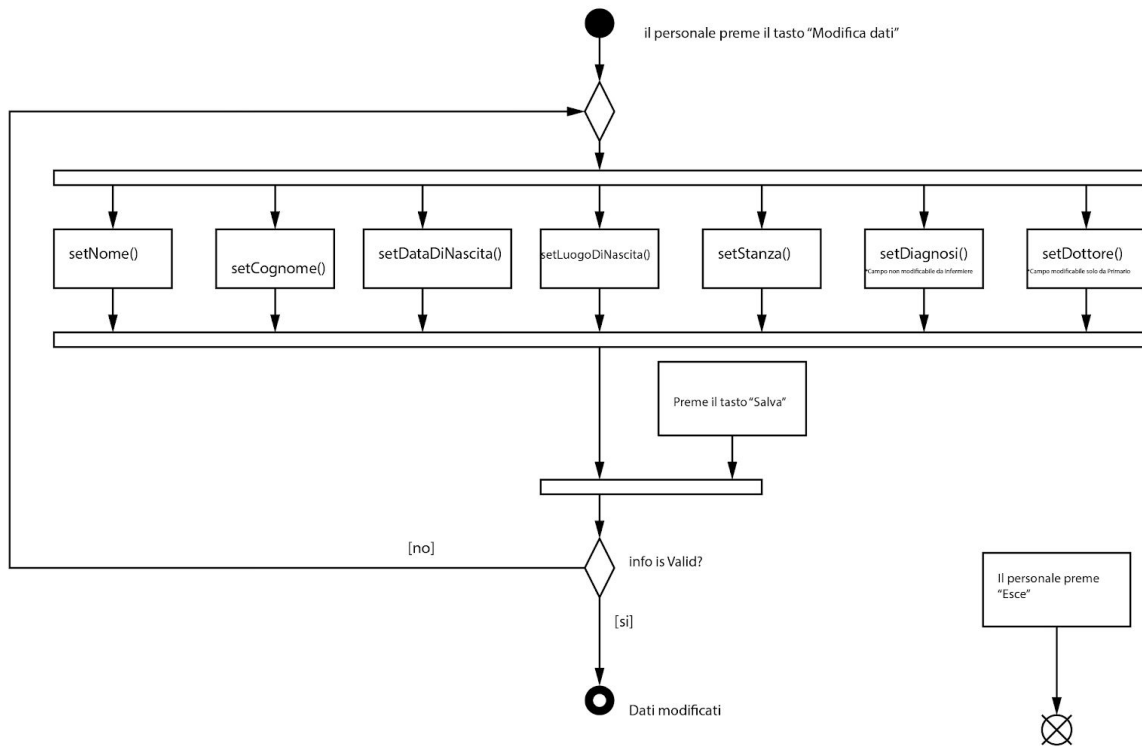 il personale preme il tasto “Modifica dati”
setNome()
setCognome()
setDataDiNascita()
setLuogoDiNascita()
setStanza()
setDiagnosi()
*Campo non modificabile da Infermiere
setDottore()
*Campo modificabile solo da Primario
Preme il tasto “Salva”
[no]
info is Valid?
Il personale preme
“Esce”
[si]
Dati modificati